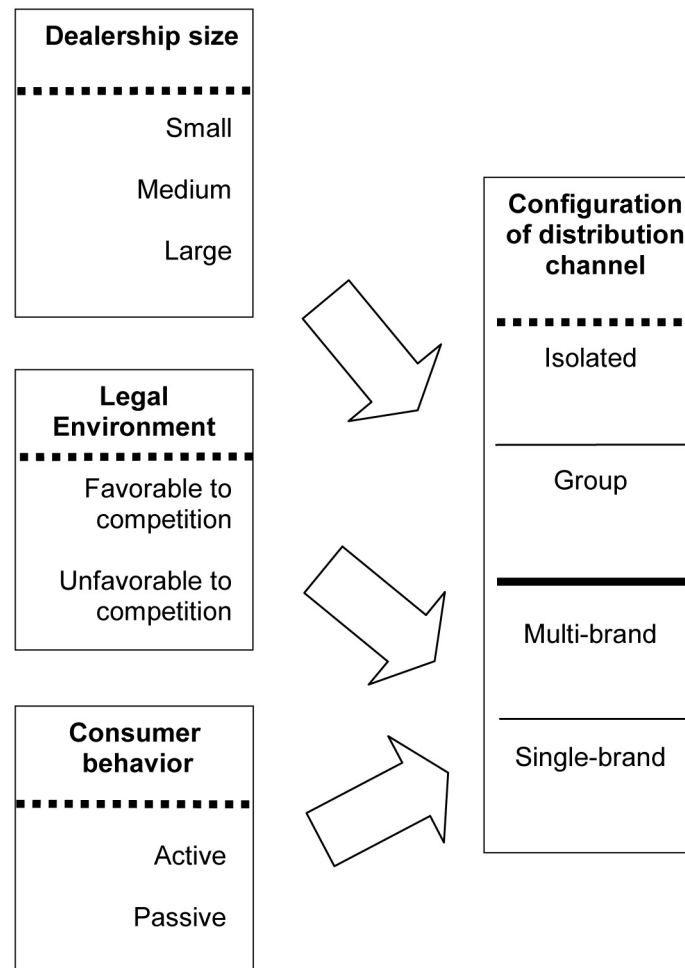 Dealership size
Small
Medium
Large
Legal
Environment
Favorable to
competition
Unfavorable to
competition
Consumer
behavior
Active
Passive
Configuration
of distribution
channel
Isolated
Group
Multi-brand
Single-brand